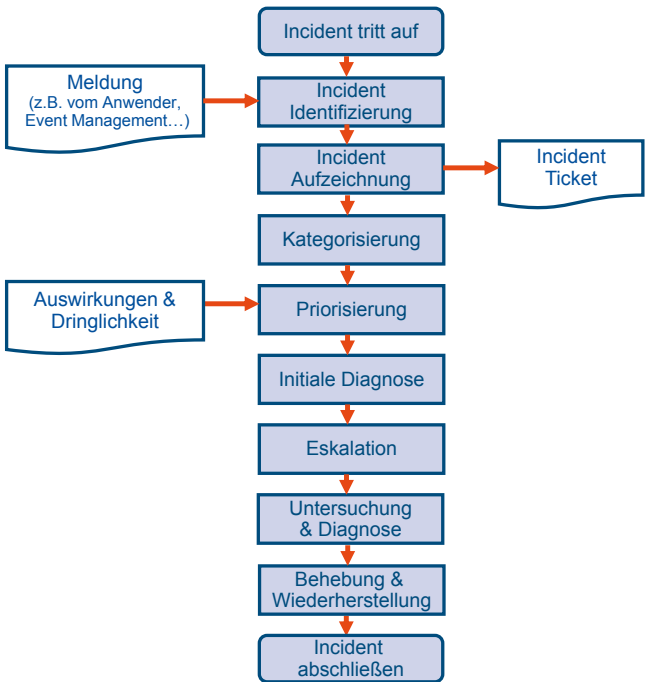 Incident tritt auf
Meldung
(z.B. vom Anwender,
Event Management…)
Incident
Identifizierung
Incident
Aufzeichnung
Incident
Ticket
Kategorisierung
Auswirkungen &
Dringlichkeit
Priorisierung
Initiale Diagnose
Eskalation
Untersuchung
& Diagnose
Behebung &
Wiederherstellung
Incident
abschließen